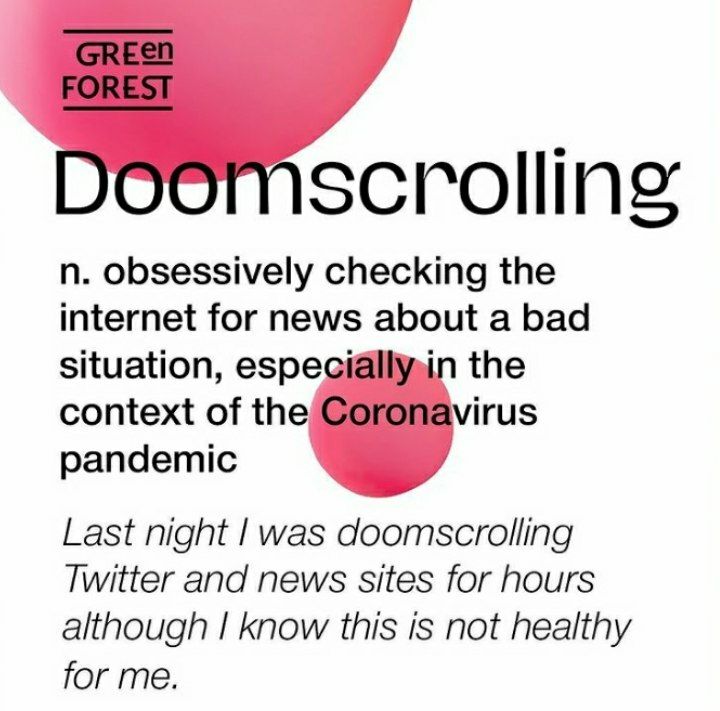 GREen
FOREST
Doomscrolling
n. obsessively checking the
internet for news about a bad
situation, especially in the
context of the Coronavirus
pandemic
Last night I was doomscrolling
Twitter and news sites for hours
although I know this is not healthy
for me.